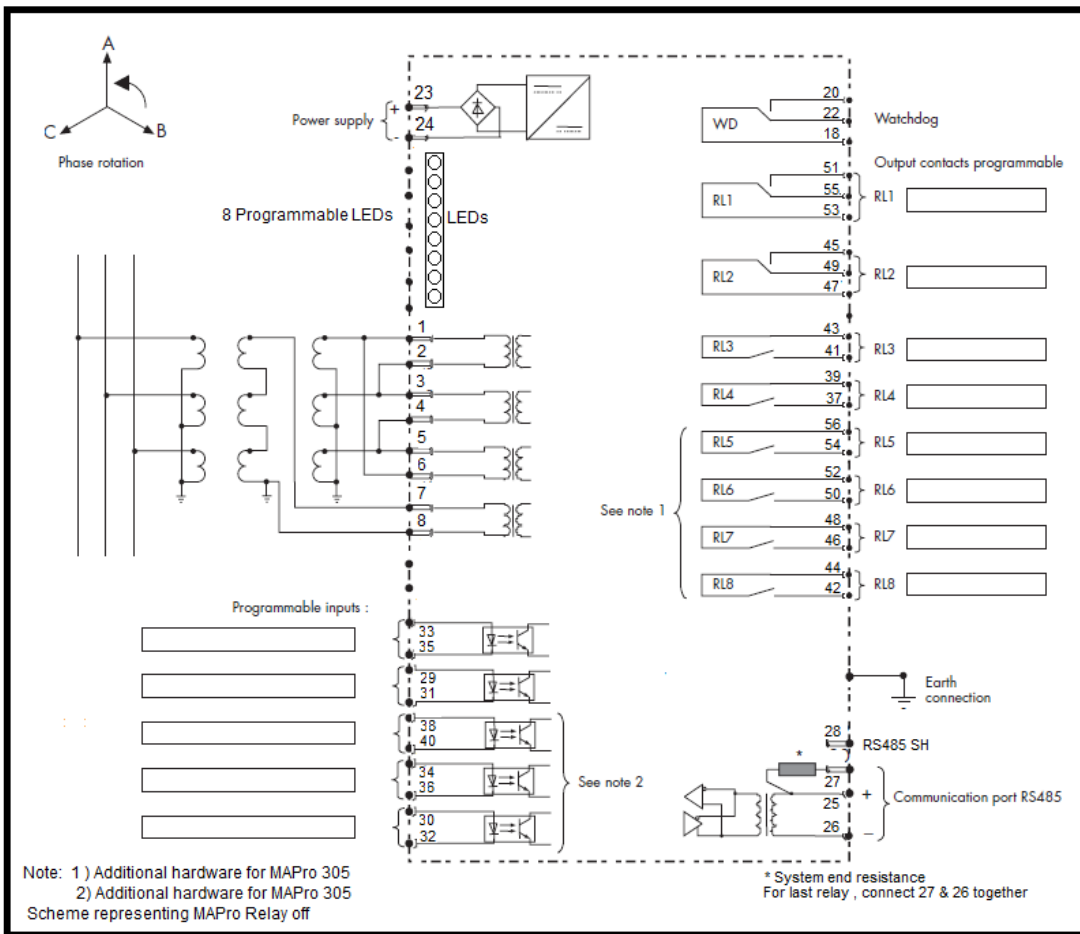 A
C
B
Phase rotation
Power supply
+
-
23
24
8 Programmable LEDs
LEDs
1
2
3
4
5
6
7
8
Programmable inputs :
33
35
29
31
38
40
34
36
30
32
See note 2
WD
20
22
18
Watchdog
Output contacts programmable
RL1
51
55
53
RL1
RL2
45
49
47
RL2
RL3
43
41
RL3
RL4
39
37
RL4
See note 1
RL5
56
54
RL5
RL6
52
50
RL6
RL7
48
46
RL7
RL8
44
42
RL8
Earth
connection
28
RS485 SH
*
27
25
26
+
–
Communication port RS485
Note: 1 ) Additional hardware for MAPro 305
2) Additional hardware for MAPro 305
Scheme representing MAPro Relay off
* System end resistance
For last relay , connect 27 & 26 together